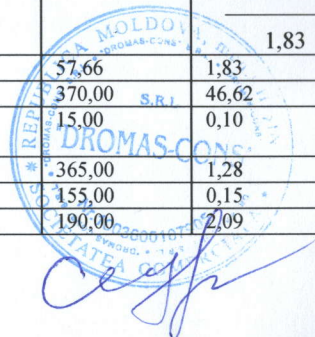 1,83
57,66 1,83
370,00 46,62
15,00 0,10
365,00 1,28
155,00 0,15
190,00 2,09
REPUBLICA MOLDOVA
S.R.L.
"DROMAS-CONS"
SOCIETATEA COMERCIALA